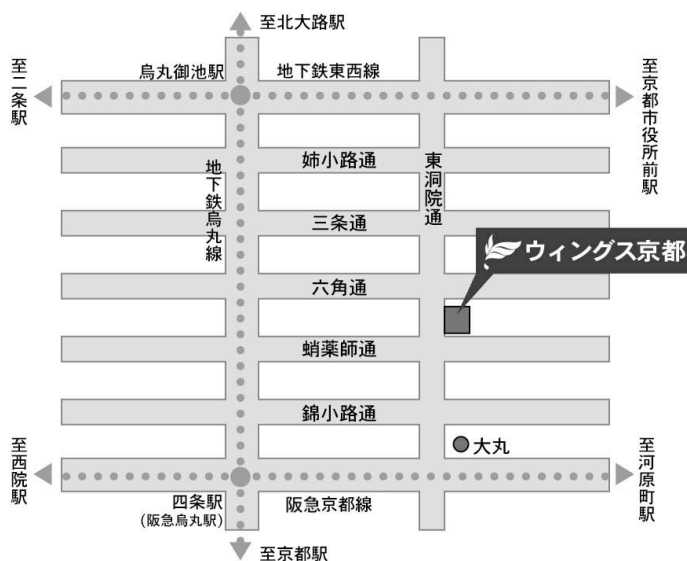 至北大路駅
烏丸御池駅
地下鉄東西線
至二条駅
至京都市役所前駅
姉小路通
東洞院通
地下鉄烏丸線
三条通
ウィングス京都
六角通
蛸薬師通
錦小路通
大丸
至西院駅
至河原町駅
四条駅
(阪急烏丸駅)
阪急京都線
至京都駅